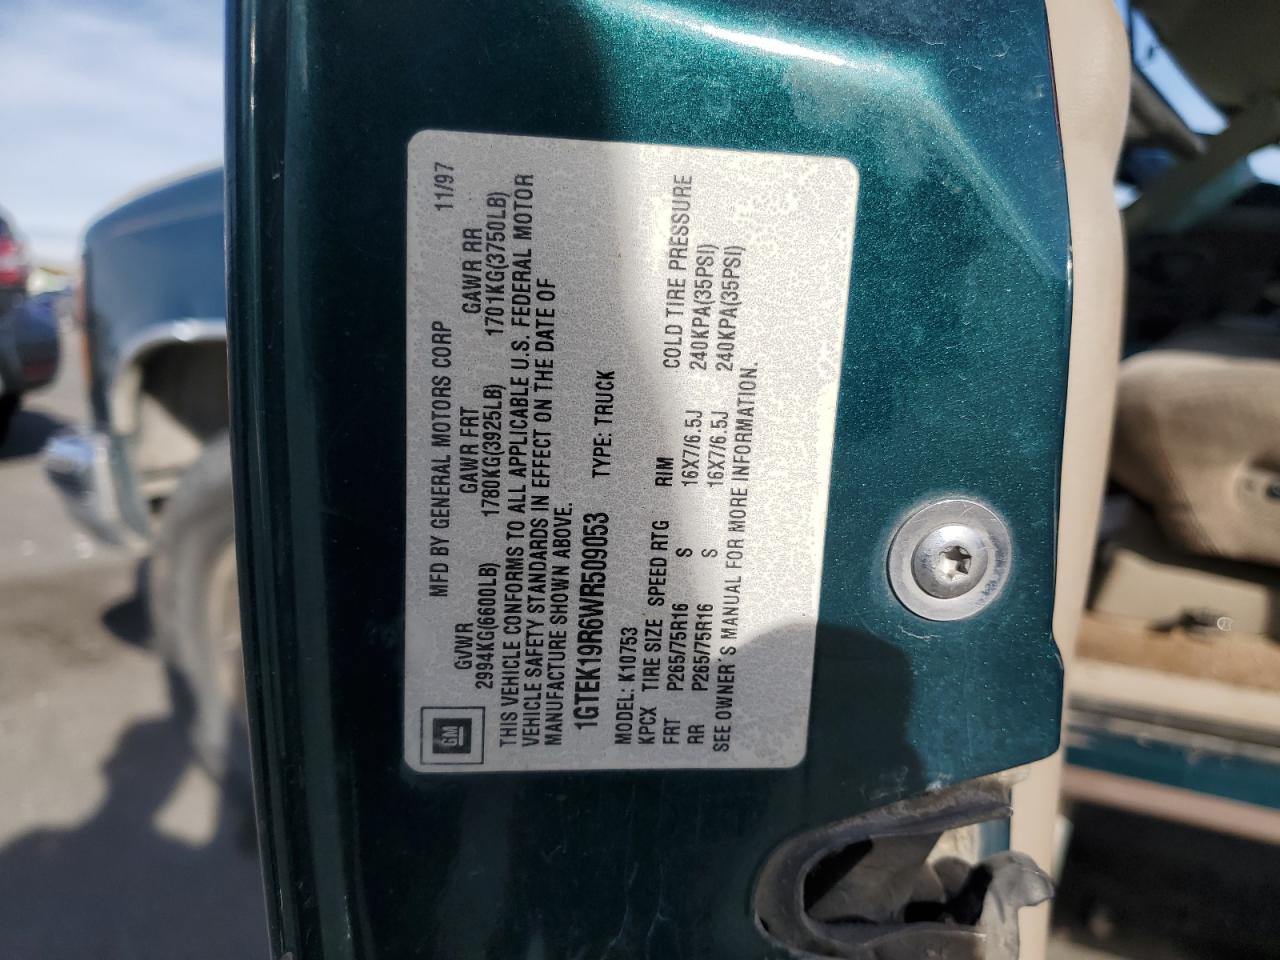 MFD BY GENERAL MOTORS CORP 11/97
GVWR GAWR FRT GAWR RR
2994KG(6600LB) 1780KG(3925LB) 1701KG(3750LB)
THIS VEHICLE CONFORMS TO ALL APPLICABLE U.S. FEDERAL MOTOR
VEHICLE SAFETY STANDARDS IN EFFECT ON THE DATE OF
MANUFACTURE SHOWN ABOVE.
1GTEK19R6WR509053 TYPE: TRUCK
MODEL: K10753
KPCX TIRE SIZE SPEED RTG RIM COLD TIRE PRESSURE
FRT P265/75R16 S 16X7/6.5J 240KPA(35PSI)
RR P265/75R16 S 16X7/6.5J 240KPA(35PSI)
SEE OWNER'S MANUAL FOR MORE INFORMATION.
GM